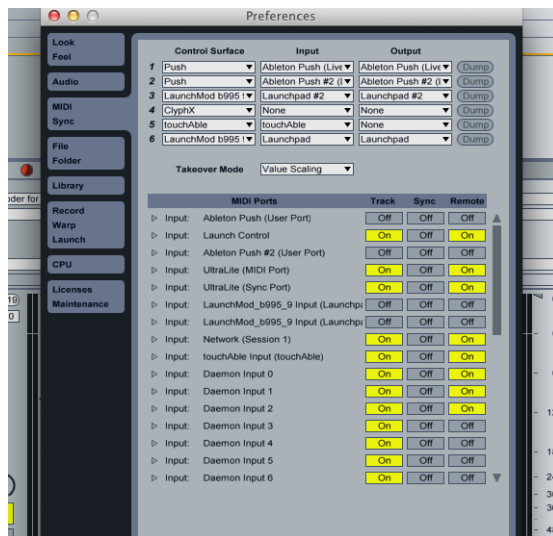 Preferences
Look
Feel
Audio
MIDI
Sync
File
Folder
Library
Record
Warp
Launch
CPU
Licenses
Maintenance
Control Surface Input Output
1 Push Ableton Push (Live Ableton Push (Live Dump
2 Push Ableton Push #2 (l Ableton Push #2 (l Dump
3 LaunchMod b995 Launchpad #2 Launchpad #2 Dump
4 ClyphX None None Dump
5 touchAble touchAble None Dump
6 LaunchMod b995 Launchpad Launchpad Dump
Takeover Mode Value Scaling
MIDI Ports Track Sync Remote
Input: Ableton Push (User Port) Off Off Off
Input: Launch Control On Off On
Input: Ableton Push #2 (User Port) Off Off Off
Input: UltraLite (MIDI Port) On Off On
Input: UltraLite (Sync Port) On Off On
Input: LaunchMod_b995_9 Input (Launchpa Off Off Off
Input: LaunchMod_b995_9 Input (Launchpa Off Off Off
Input: Network (Session 1) On Off On
Input: touchAble Input (touchAble) On Off On
Input: Daemon Input 0 On Off On
Input: Daemon Input 1 On Off On
Input: Daemon Input 2 On Off On
Input: Daemon Input 3 On Off Off
Input: Daemon Input 4 On Off Off
Input: Daemon Input 5 On Off Off
Input: Daemon Input 6 On Off Off
oder for
19
0